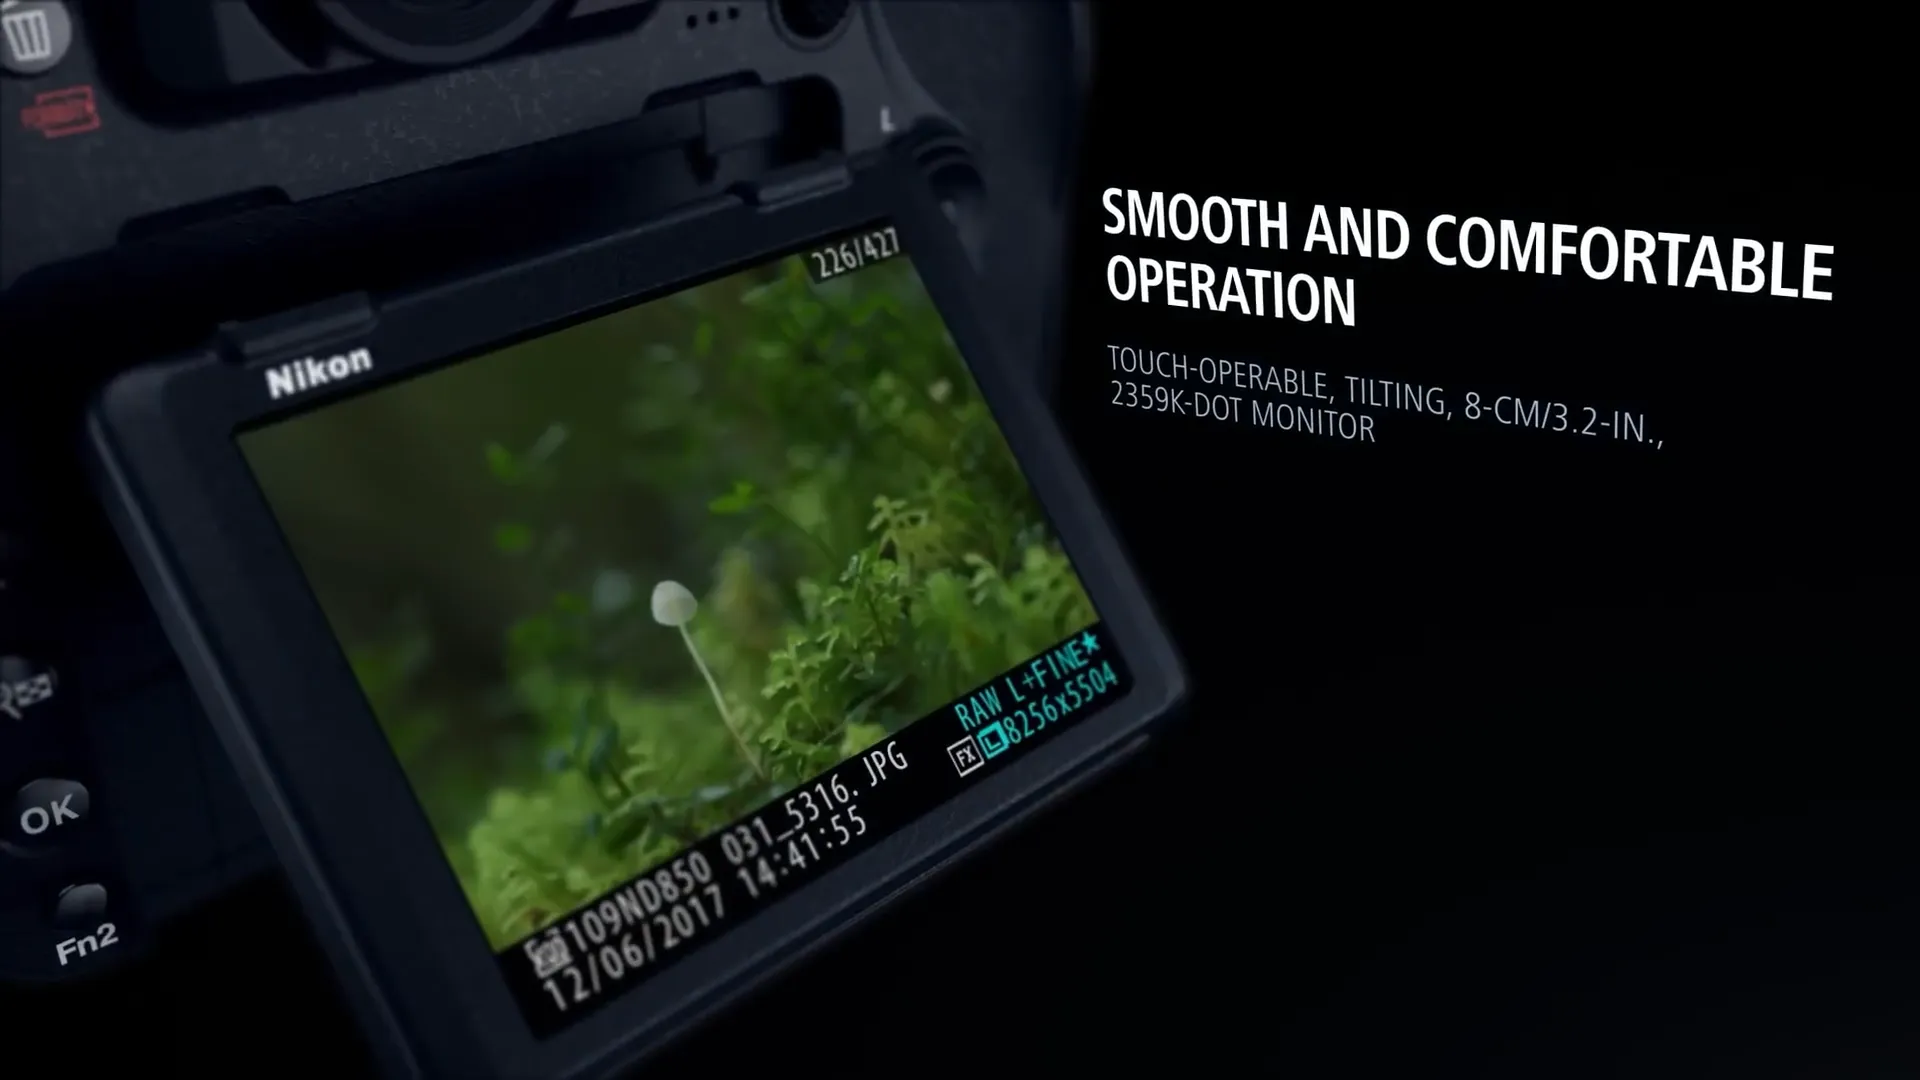 L
Nikon
226/427
RAW L+FINE★
FX L 8256x5504
109ND850 031_5316. JPG
12/06/2017 14:41:55
OK
Fn2
SMOOTH AND COMFORTABLE
OPERATION
TOUCH-OPERABLE, TILTING, 8-CM/3.2-IN.,
2359K-DOT MONITOR